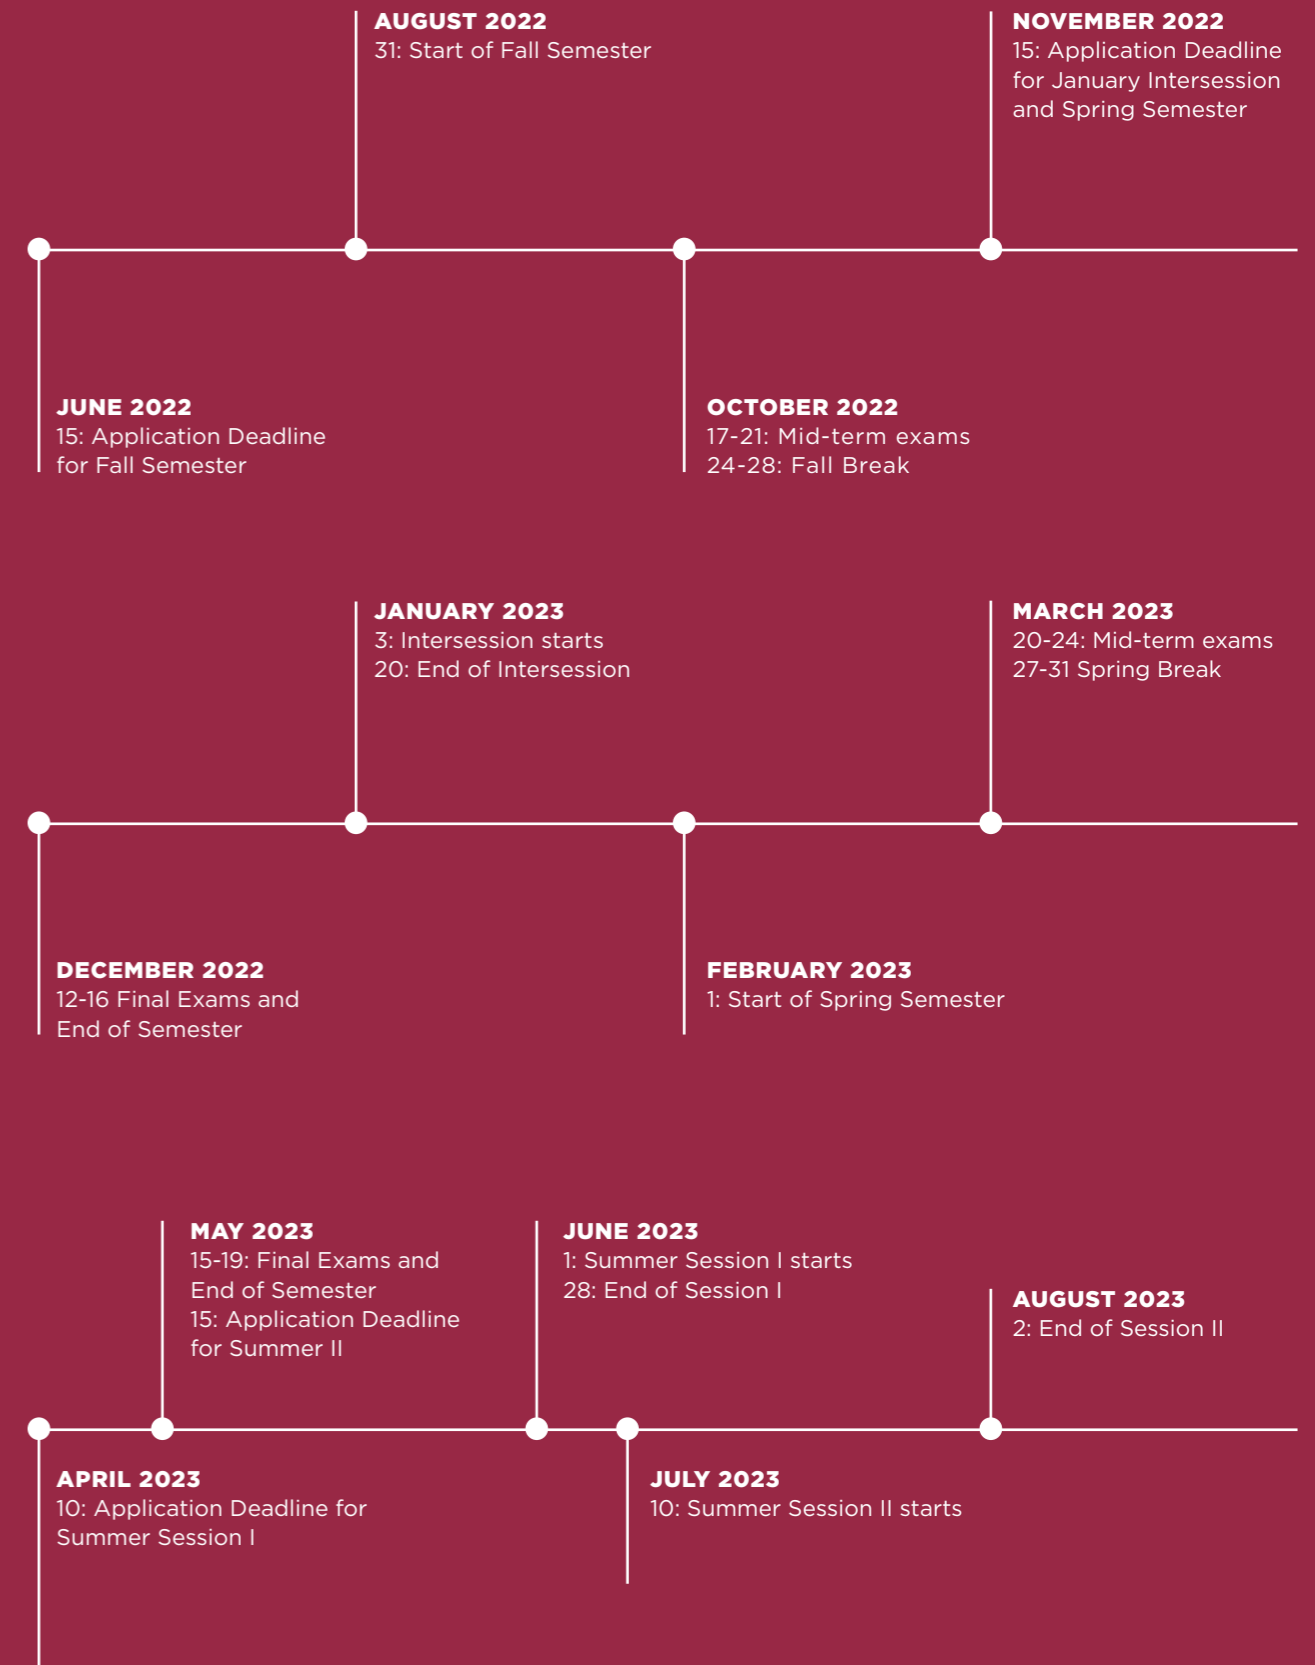 AUGUST 2022
31: Start of Fall Semester
NOVEMBER 2022
15: Application Deadline
for January Intersession
and Spring Semester
JUNE 2022
15: Application Deadline
for Fall Semester
OCTOBER 2022
17-21: Mid-term exams
24-28: Fall Break
JANUARY 2023
3: Intersession starts
20: End of Intersession
MARCH 2023
20-24: Mid-term exams
27-31 Spring Break
DECEMBER 2022
12-16 Final Exams and
End of Semester
FEBRUARY 2023
1: Start of Spring Semester
MAY 2023
15-19: Final Exams and
End of Semester
15: Application Deadline
for Summer II
JUNE 2023
1: Summer Session I starts
28: End of Session I
AUGUST 2023
2: End of Session II
APRIL 2023
10: Application Deadline for
Summer Session I
JULY 2023
10: Summer Session II starts